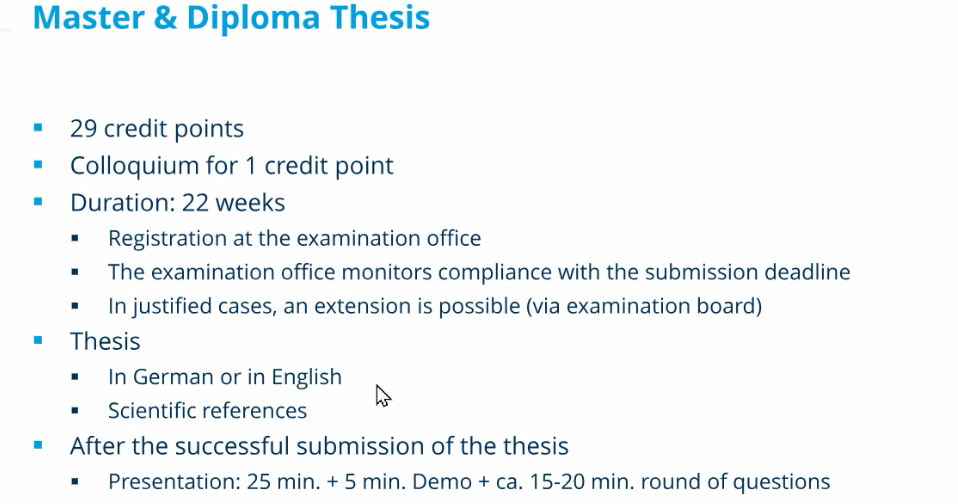 Master & Diploma Thesis
29 credit points
Colloquium for 1 credit point
Duration: 22 weeks
Registration at the examination office
The examination office monitors compliance with the submission deadline
In justified cases, an extension is possible (via examination board)
Thesis
In German or in English
Scientific references
After the successful submission of the thesis
Presentation: 25 min. + 5 min. Demo + ca. 15-20 min. round of questions